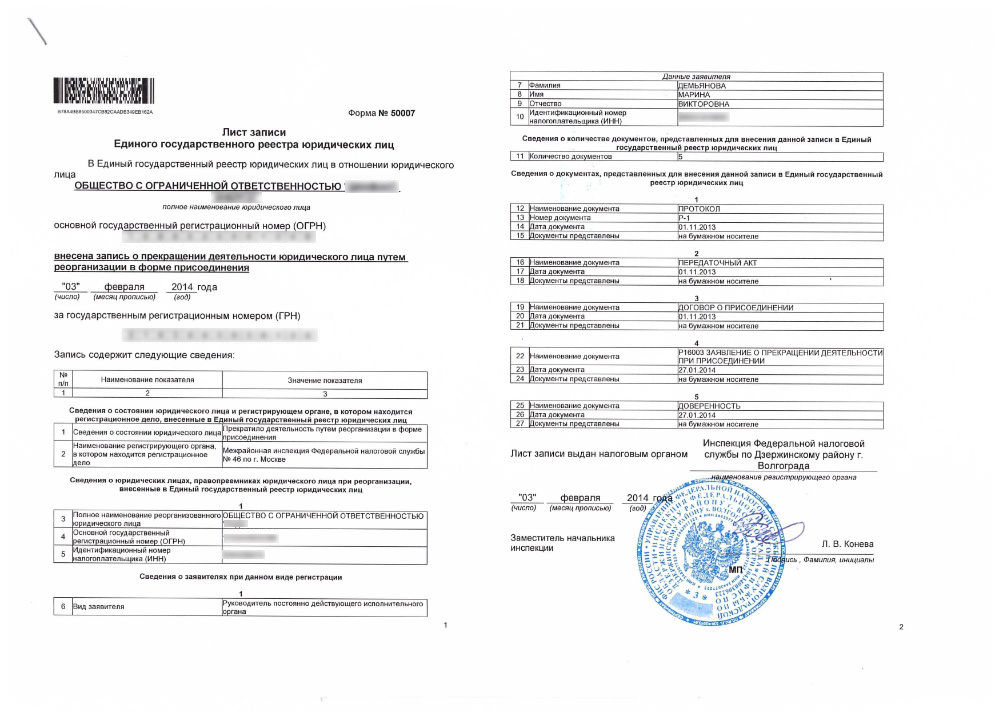 Форма № 50007
Лист записи
Единого государственного реестра юридических лиц
В Единый государственный реестр юридических лиц в отношении юридического
лица
ОБЩЕСТВО С ОГРАНИЧЕННОЙ ОТВЕТСТВЕННОСТЬЮ
полное наименование юридического лица
основной государственный регистрационный номер (ОГРН)
внесена запись о прекращении деятельности юридического лица путем
реорганизации в форме присоединения
"03" февраля 2014 года
(число) (месяц прописью) (год)
за государственным регистрационным номером (ГРН)
Запись содержит следующие сведения:
№ п/п Наименование показателя Значение показателя
1 2 3
Сведения о состоянии юридического лица и регистрирующем органе, в котором находится
регистрационное дело, внесенные в Единый государственный реестр юридических лиц
1 Сведения о состоянии юридического лица Прекратило деятельность путем реорганизации в форме
присоединения
2 Наименование регистрирующего органа,
в котором находится регистрационное
дело
Межрайонная инспекция Федеральной налоговой службы
№ 46 по г. Москве
Сведения о юридических лицах, правопреемниках юридического лица при реорганизации,
внесенные в Единый государственный реестр юридических лиц
1
3 Полное наименование реорганизованного
юридического лица
ОБЩЕСТВО С ОГРАНИЧЕННОЙ ОТВЕТСТВЕННОСТЬЮ
4 Основной государственный
регистрационный номер (ОГРН)
5 Идентификационный номер
налогоплательщика (ИНН)
Сведения о заявителях при данном виде регистрации
1
6 Вид заявителя Руководитель постоянно действующего исполнительного
органа
1
Данные заявителя
7 Фамилия ДЕМЬЯНОВА
8 Имя МАРИНА
9 Отчество ВИКТОРОВНА
10 Идентификационный номер
налогоплательщика (ИНН)
Сведения о количестве документов, представленных для внесения данной записи в Единый
государственный реестр юридических лиц
11 Количество документов 5
Сведения о документах, представленных для внесения данной записи в Единый государственный
реестр юридических лиц
1
12 Наименование документа ПРОТОКОЛ
13 Номер документа Р-1
14 Дата документа 01.11.2013
15 Документы представлены на бумажном носителе
2
16 Наименование документа ПЕРЕДАТОЧНЫЙ АКТ
17 Дата документа 01.11.2013
18 Документы представлены на бумажном носителе
3
19 Наименование документа ДОГОВОР О ПРИСОЕДИНЕНИИ
20 Дата документа 01.11.2013
21 Документы представлены на бумажном носителе
4
22 Наименование документа Р16003 ЗАЯВЛЕНИЕ О ПРЕКРАЩЕНИИ ДЕЯТЕЛЬНОСТИ
ПРИ ПРИСОЕДИНЕНИИ
23 Дата документа 27.01.2014
24 Документы представлены на бумажном носителе
5
25 Наименование документа ДОВЕРЕННОСТЬ
26 Дата документа 27.01.2014
27 Документы представлены на бумажном носителе
Лист записи выдан налоговым органом
Инспекция Федеральной налоговой
службы по Дзержинскому району г.
Волгограда
наименование регистрирующего органа
"03" февраля 2014 года
(число) (месяц прописью) (год)
Заместитель начальника
инспекции
Л. В. Конева
Подпись , Фамилия, инициалы
МП
2